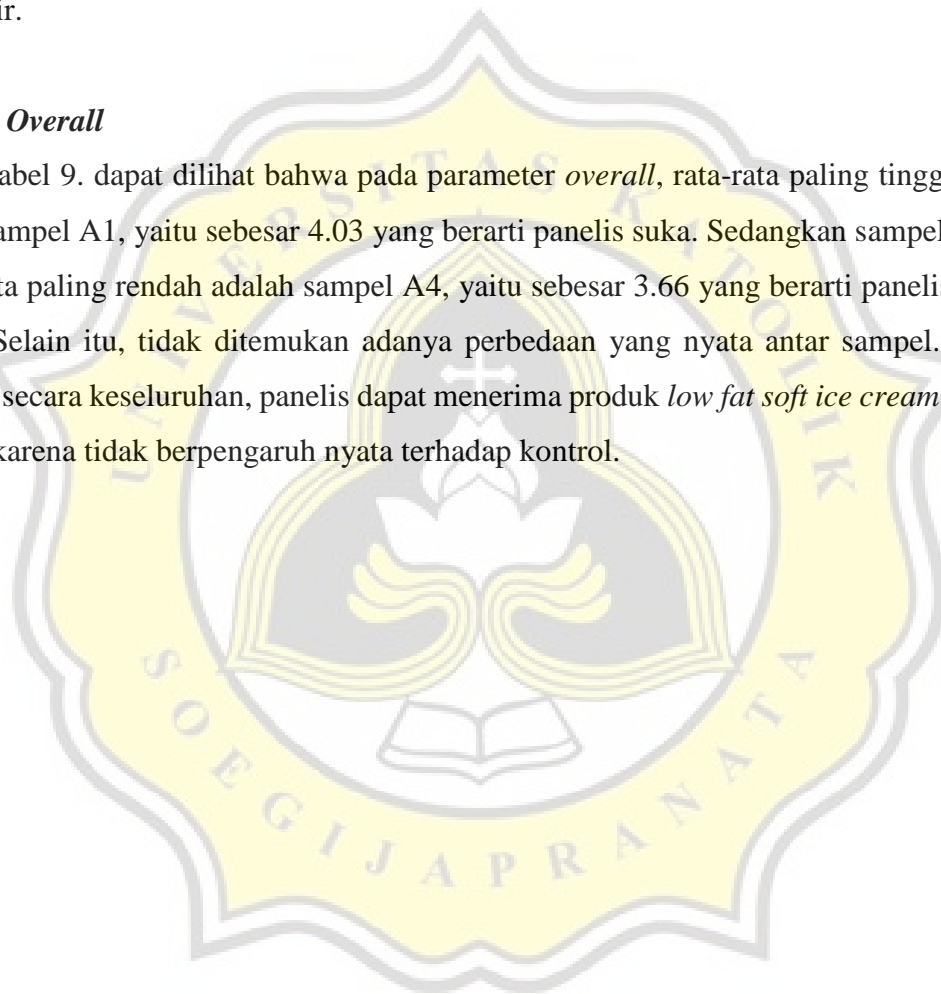 ir.
Overall
abel 9. dapat dilihat bahwa pada parameter overall, rata-rata paling tingg
ampel A1, yaitu sebesar 4.03 yang berarti panelis suka. Sedangkan sampel
ta paling rendah adalah sampel A4, yaitu sebesar 3.66 yang berarti panelis
Selain itu, tidak ditemukan adanya perbedaan yang nyata antar sampel.
secara keseluruhan, panelis dapat menerima produk low fat soft ice cream
karena tidak berpengaruh nyata terhadap kontrol.
UNIVERSITAS KATOLIK
SOEGIJAPRANATA